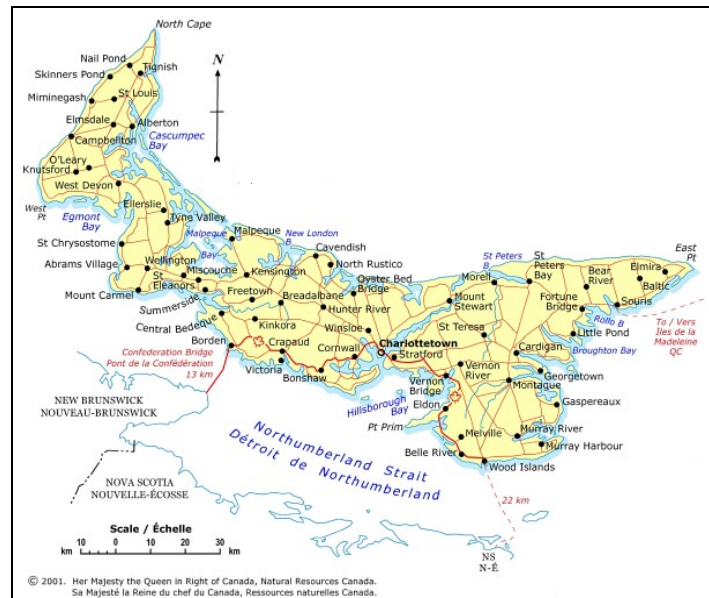 North Cape
Nail Pond
Tignish
Skinners Pond
St Louis
Miminegash
Elmsdale
Alberton
Cascumpec
Bay
Campbellton
O'Leary
Knutsford
West Devon
West
Pt
Egmont
Bay
Ellerslie
Tyne Valley
N
Malpeque
Bay
Malpeque
New London
B
Cavendish
North Rustico
St Chrysostome
Abrams Village
Wellington
Miscouche
St
Eleanors
Mount Carmel
Summerside
Kensington
Oyster Bed
Bridge
Freetown
Breadalbane
Hunter River
Central Bedeque
Kinkora
Winsloe
Borden
Crapaud
Cornwall
Charlottetown
Stratford
Victoria
Bonshaw
St Peters
B
St
Peters
Bay
Morell
Mount
Stewart
Bear
River
East
Pt
Elmira
Baltic
Souris
Fortune
Bridge
Rollo B
To / Vers
Iles de la
Madeleine
QC
Little Pond
Broughton Bay
St Teresa
Cardigan
Vernon
River
Georgetown
Montague
Vernon
Bridge
Hillsborough
Bay
Eldon
Gaspereaux
Pt Prim
Melville
Murray River
Murray Harbour
Belle River
Wood Islands
Confederation Bridge
Pont de la Confédération
13 km
NEW BRUNSWICK
NOUVEAU-BRUNSWICK
Northumberland Strait
Détroit de Northumberland
NOVA SCOTIA
NOUVELLE-ÉCOSSE
22 km
NS
N-É
Scale / Échelle
km 10 0 10 20 30 km
© 2001. Her Majesty the Queen in Right of Canada, Natural Resources Canada.
Sa Majesté la Reine du chef du Canada, Ressources naturelles Canada.